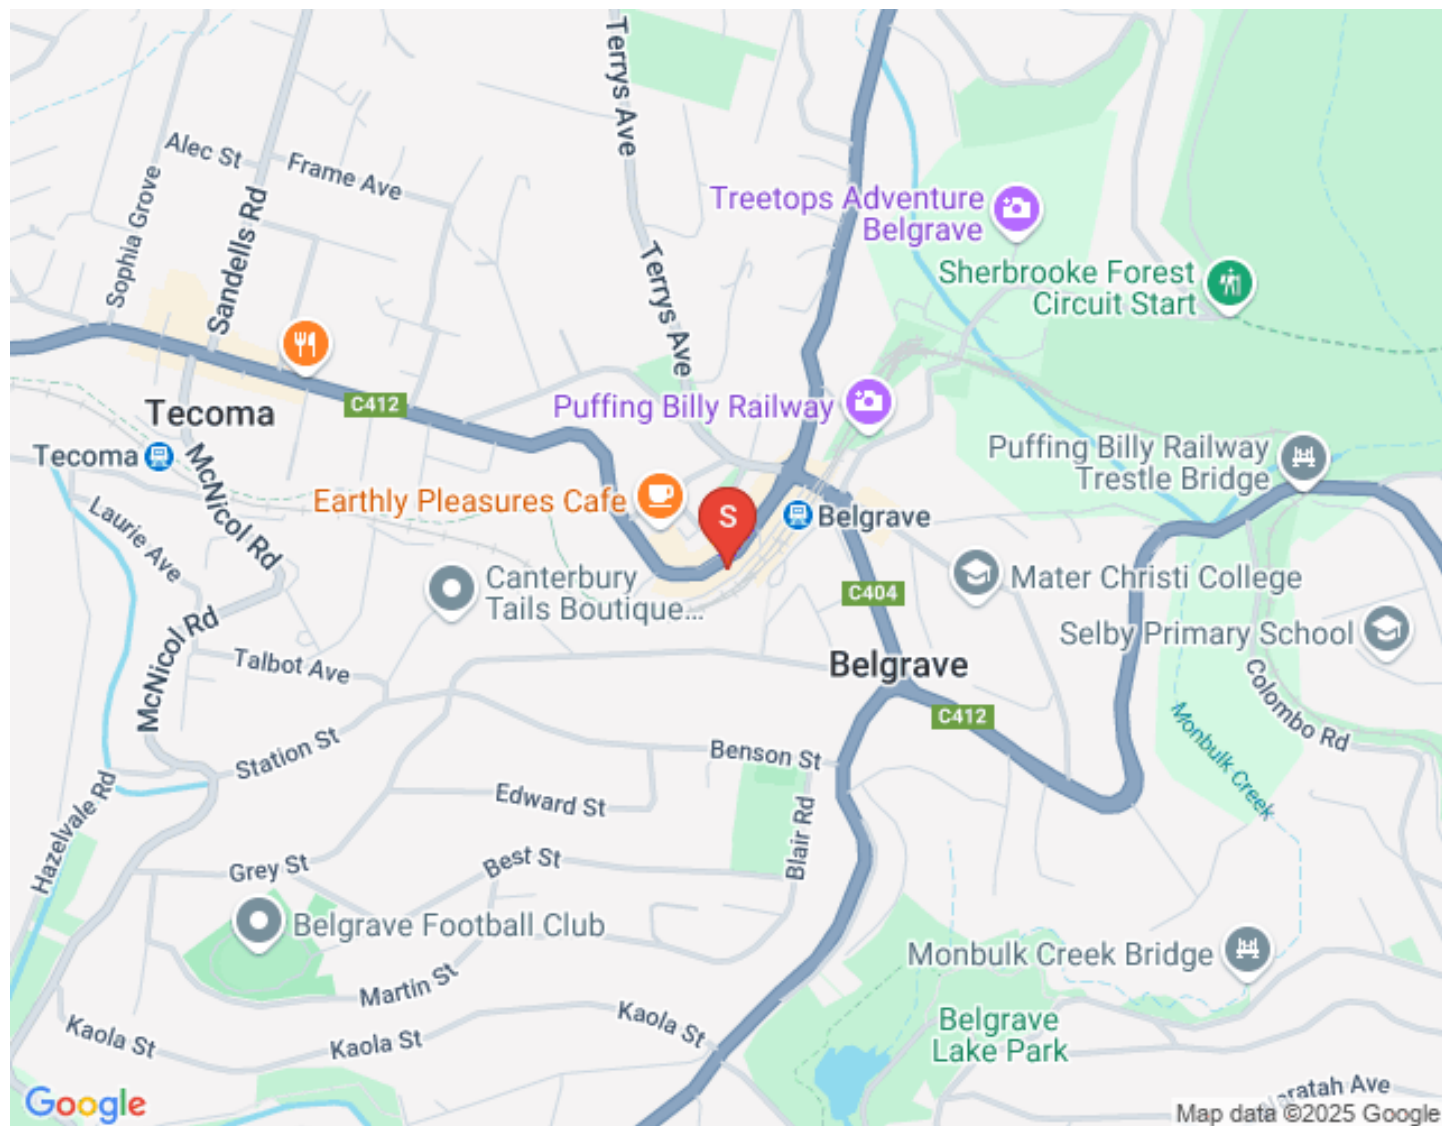 Terrys Ave
Alec St
Frame Ave
Sophia Grove
Sandells Rd
Treetops Adventure
Belgrave
Terrys Ave
Sherbrooke Forest
Circuit Start
C412
Tecoma
Puffing Billy Railway
Tecoma
McNicol Rd
Puffing Billy Railway
Trestle Bridge
Earthly Pleasures Cafe
S
Belgrave
Laurie Ave
Canterbury
Tails Boutique...
C404
Mater Christi College
Selby Primary School
McNicol Rd
Talbot Ave
Belgrave
C412
Colombo Rd
Monbulk Creek
Station St
Benson St
Edward St
Hazelvale Rd
Blair Rd
Grey St
Best St
Belgrave Football Club
Monbulk Creek Bridge
Martin St
Kaola St
Kaola St
Kaola St
Belgrave
Lake Park
Google
Map data ©2025 Google